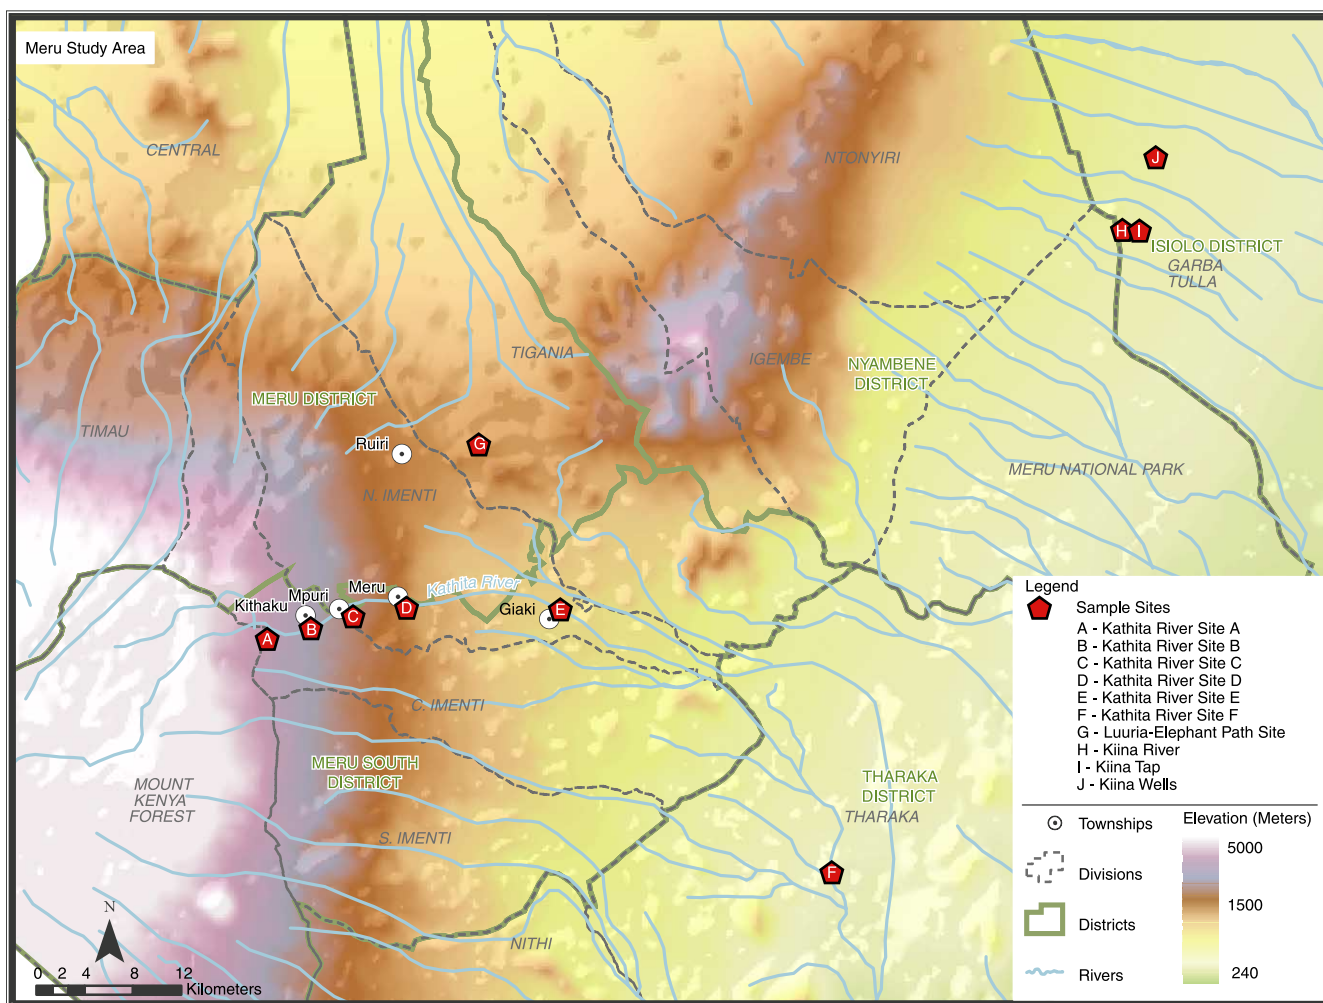 Meru Study Area
CENTRAL
NTONYIRI
J
H
I
ISIOLO DISTRICT
GARBA
TULLA
TIGANIA
IGEMBE
NYAMBENE
DISTRICT
MERU DISTRICT
TIMAU
Ruiri
G
MERU NATIONAL PARK
N. IMENTI
Kathita River
Meru
Mpuri
Kithaku
A
B
C
D
Giaki
E
C. IMENTI
MERU SOUTH
DISTRICT
MOUNT
KENYA
FOREST
THARAKA
DISTRICT
THARAKA
S. IMENTI
F
NITHI
N
0 2 4 8 12
Kilometers
Legend
Sample Sites
A - Kathita River Site A
B - Kathita River Site B
C - Kathita River Site C
D - Kathita River Site D
E - Kathita River Site E
F - Kathita River Site F
G - Luuria-Elephant Path Site
H - Kiina River
I - Kiina Tap
J - Kiina Wells
Townships
Divisions
Districts
Rivers
Elevation (Meters)
5000
1500
240